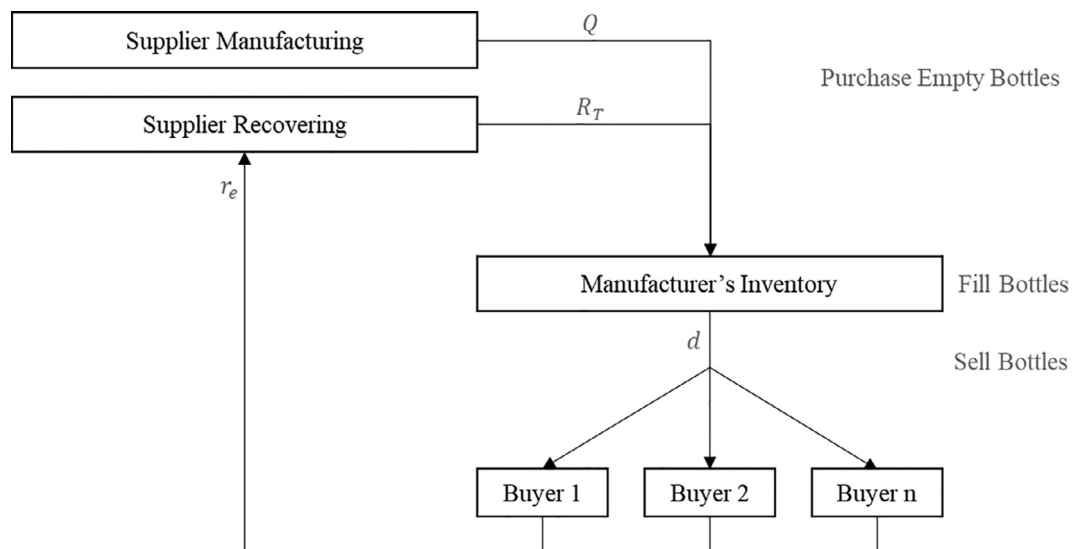 Supplier Manufacturing
Q
Purchase Empty Bottles
Supplier Recovering
R_T
r_e
Manufacturer’s Inventory
Fill Bottles
d
Sell Bottles
Buyer 1
Buyer 2
Buyer n